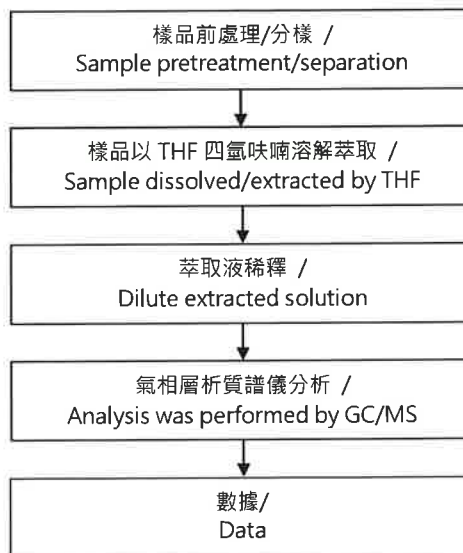 樣品前處理/分樣 /
Sample pretreatment/separation
樣品以 THF 四氫呋喃溶解萃取 /
Sample dissolved/extracted by THF
萃取液稀釋 /
Dilute extracted solution
氣相層析質譜儀分析 /
Analysis was performed by GC/MS
數據/
Data